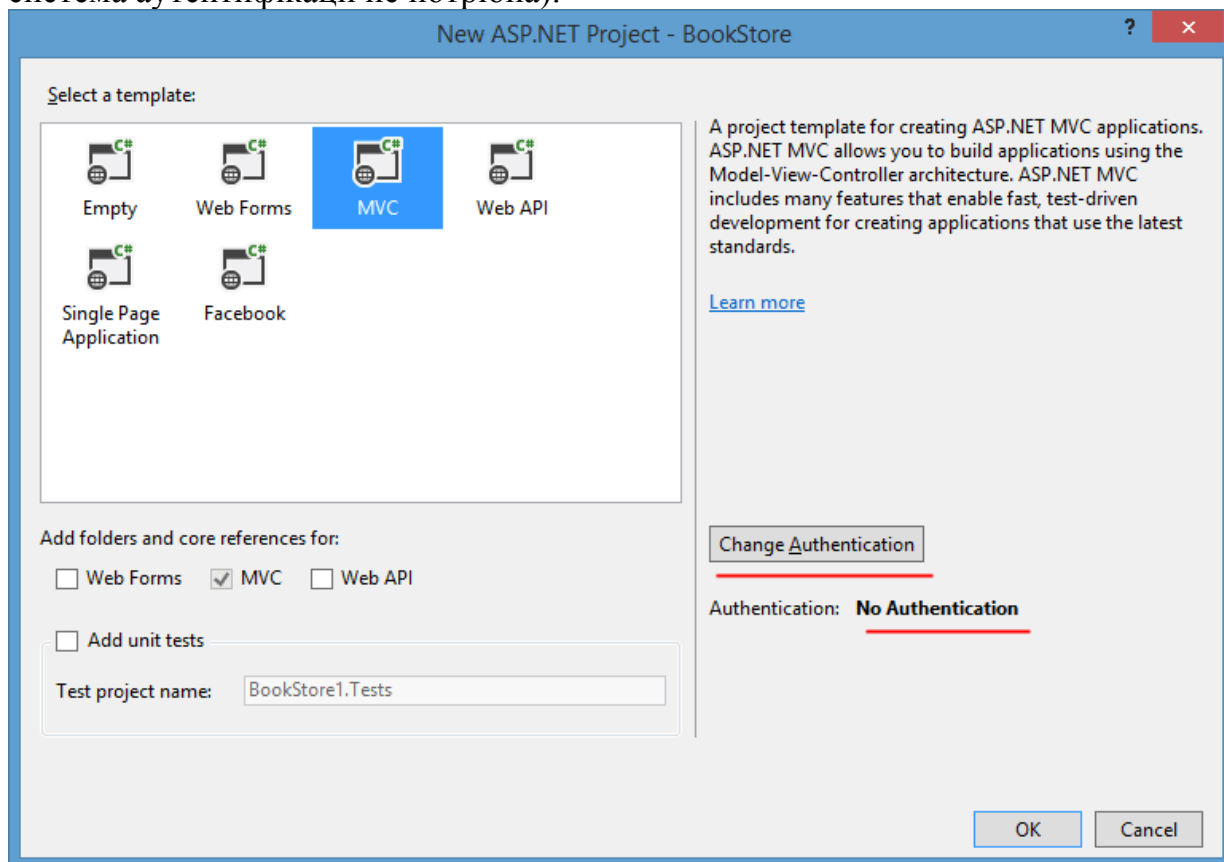 система аутентифікації не потрібна).
New ASP.NET Project - BookStore
?
×
Select a template:
Empty
Web Forms
MVC
Web API
Single Page
Application
Facebook
A project template for creating ASP.NET MVC applications.
ASP.NET MVC allows you to build applications using the
Model-View-Controller architecture. ASP.NET MVC
includes many features that enable fast, test-driven
development for creating applications that use the latest
standards.
Learn more
Add folders and core references for:
Web Forms
MVC
Web API
Add unit tests
Test project name:
BookStore1.Tests
Change Authentication
Authentication: No Authentication
OK
Cancel